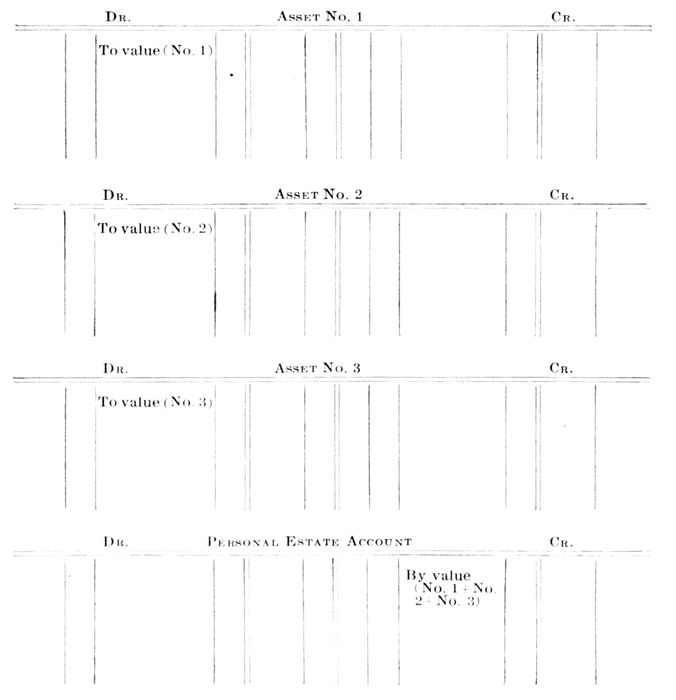 Dr. Asset No. 1 Cr.
To value (No. 1)
Dr. Asset No. 2 Cr.
To value (No. 2)
Dr. Asset No. 3 Cr.
To value (No. 3)
Dr. Personal Estate Account Cr.
By value
(No. 1 + No.
2 + No. 3)